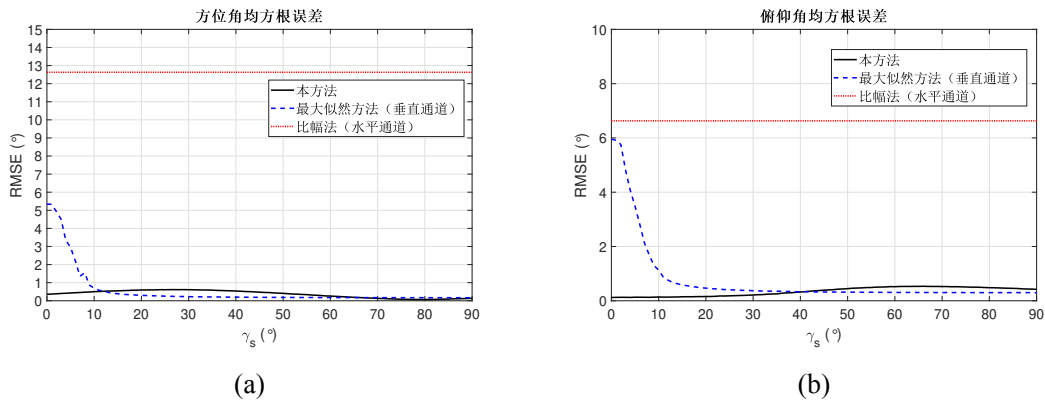 方位角均方根误差
15
14
13
12
11
10
9
8
7
6
5
4
3
2
1
0
RMSE (°)
本方法
最大似然方法（垂直通道）
比幅法（水平通道）
0 10 20 30 40 50 60 70 80 90
γs (°)
(a)
俯仰角均方根误差
10
8
6
4
2
0
RMSE (°)
本方法
最大似然方法（垂直通道）
比幅法（水平通道）
0 10 20 30 40 50 60 70 80 90
γs (°)
(b)